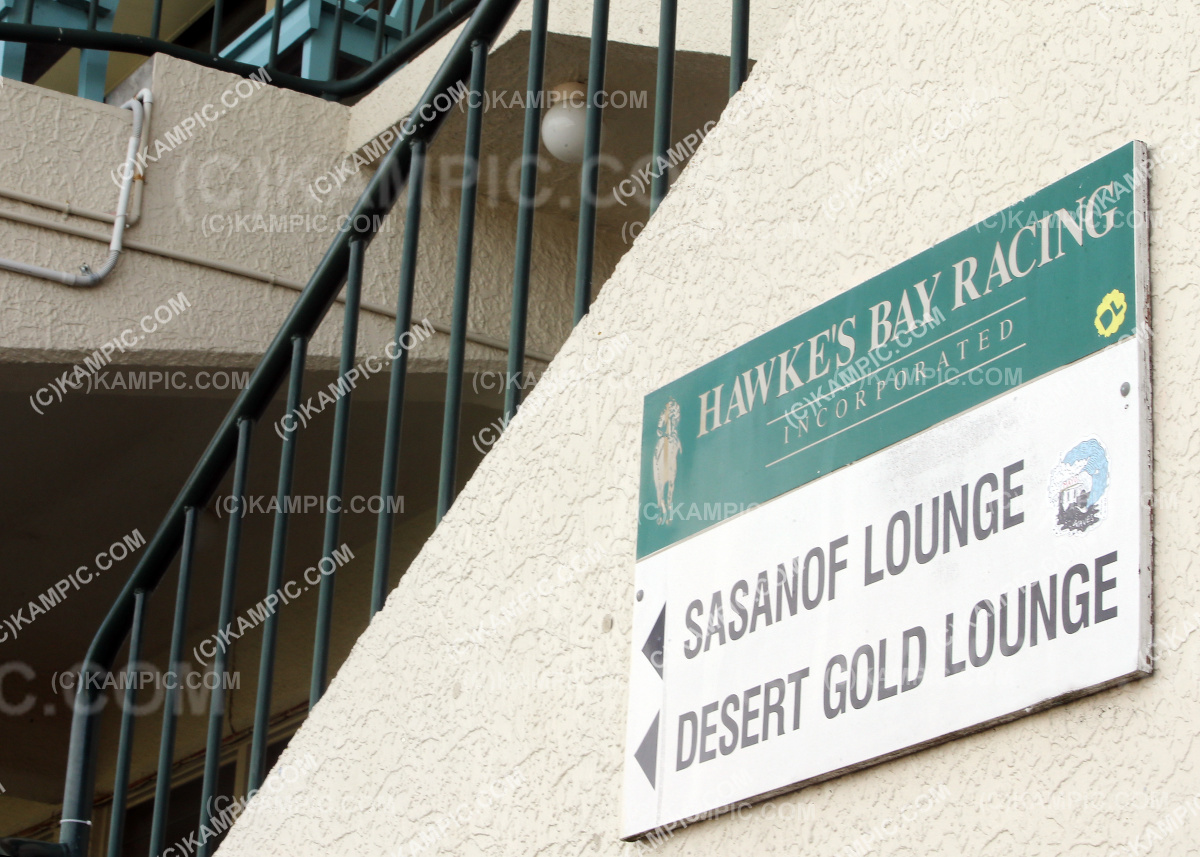 HAWKE'S BAY RACING
INCORPORATED
SASANOF LOUNGE
DESERT GOLD LOUNGE
(C)KAMPIC.COM